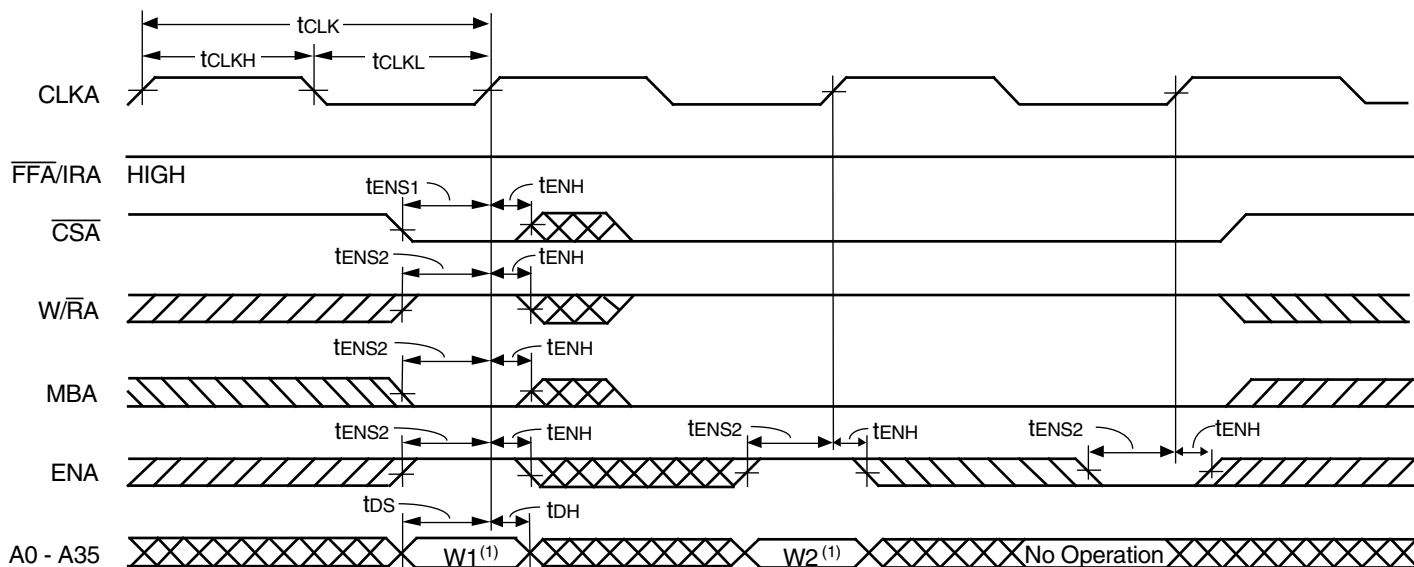 tCLK
tCLKH
tCLKL
CLKA
FFA/IRA HIGH
tENS1
tENH
CSA
tENS2
tENH
W/RA
tENS2
tENH
MBA
tENS2
tENH
tENS2
tENH
tENS2
tENH
ENA
tDS
tDH
A0 - A35
W1(1)
W2(1)
No Operation